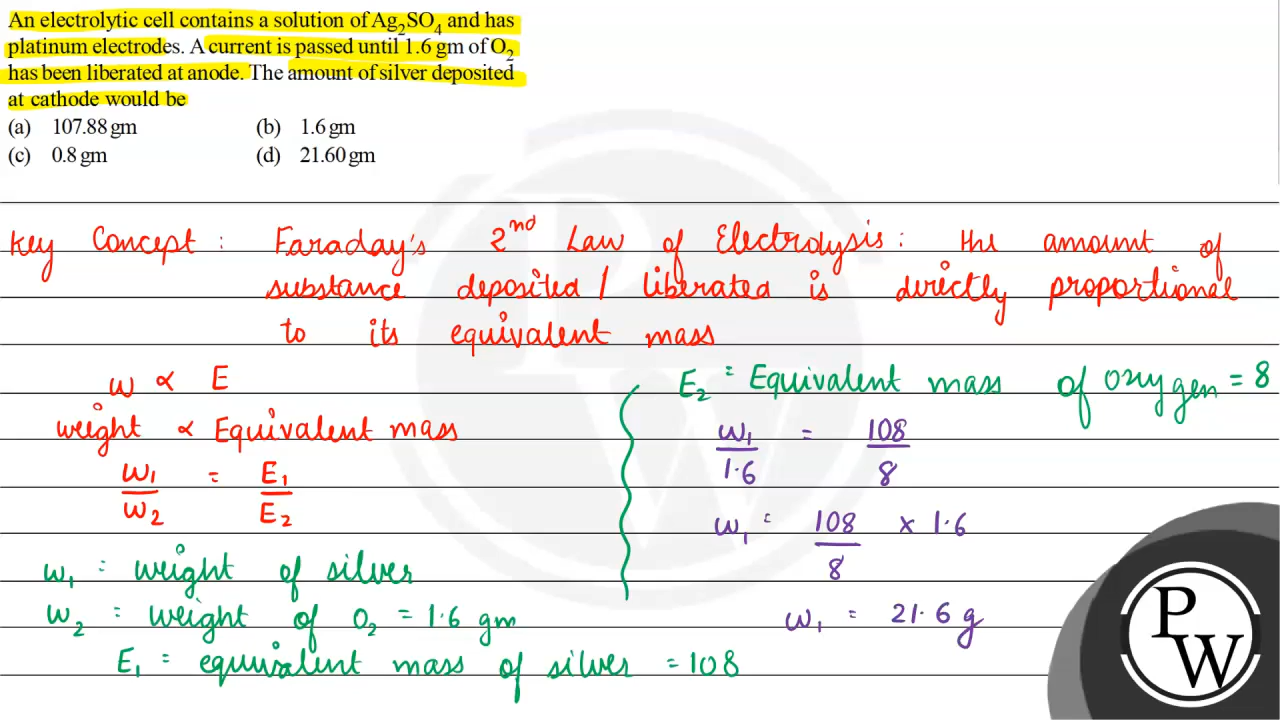 An electrolytic cell contains a solution of Ag₂SO₄ and has
platinum electrodes. A current is passed until 1.6 gm of O₂
has been liberated at anode. The amount of silver deposited
at cathode would be
(a) 107.88 gm (b) 1.6 gm
(c) 0.8 gm (d) 21.60 gm
Key Concept : Faraday's 2nd Law of Electrolysis : the amount of
substance deposited / liberated is directly proportional
to its equivalent mass
w ∝ E
weight ∝ Equivalent mass
w₁/w₂ = E₁/E₂
w₁ = weight of silver
w₂ = weight of O₂ = 1.6 gm
E₁ = equivalent mass of silver = 108
E₂ = Equivalent mass of oxygen = 8
w₁/1.6 = 108/8
w₁ = 108/8 × 1.6
w₁ = 21.6 g
PW